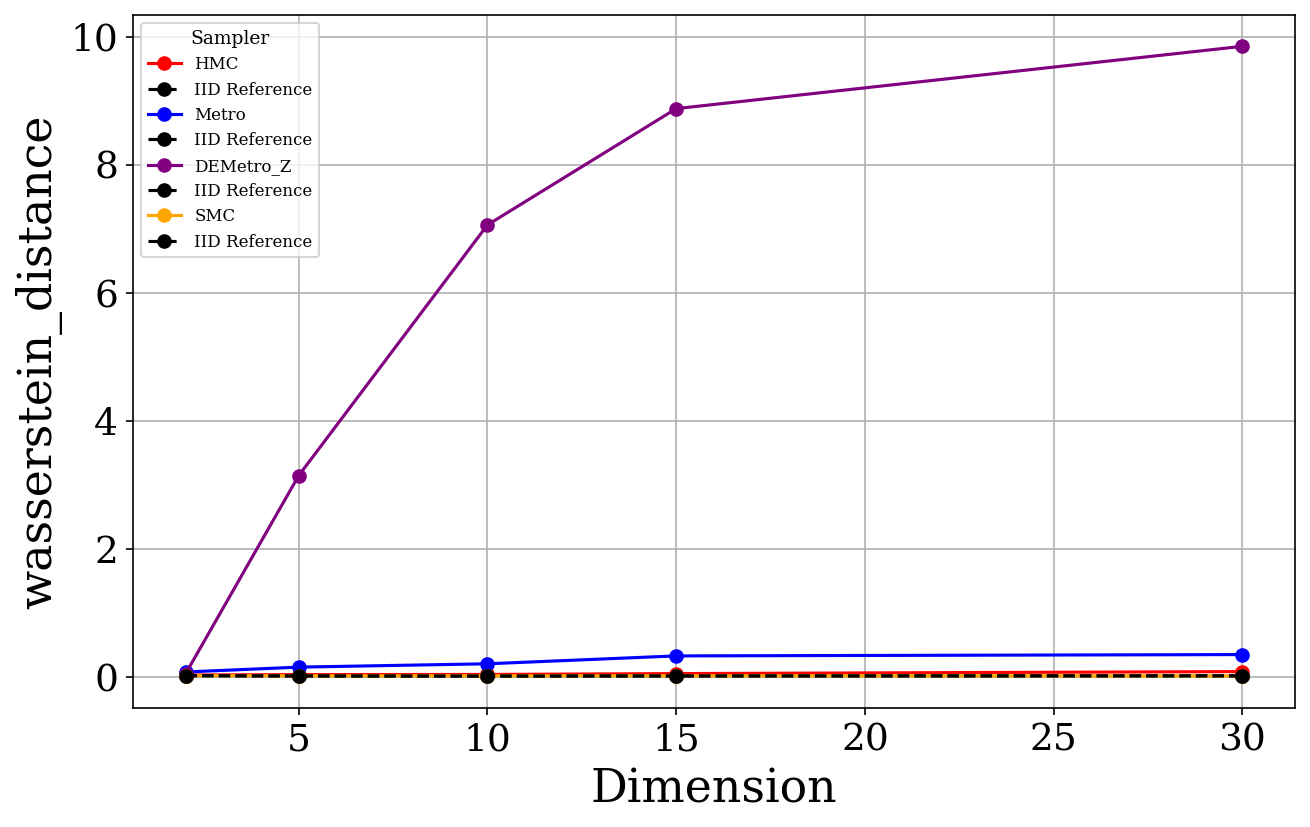 Sampler
HMC
IID Reference
Metro
IID Reference
DEMetro_Z
IID Reference
SMC
IID Reference
wasserstein_distance
10
8
6
4
2
0
5 10 15 20 25 30
Dimension